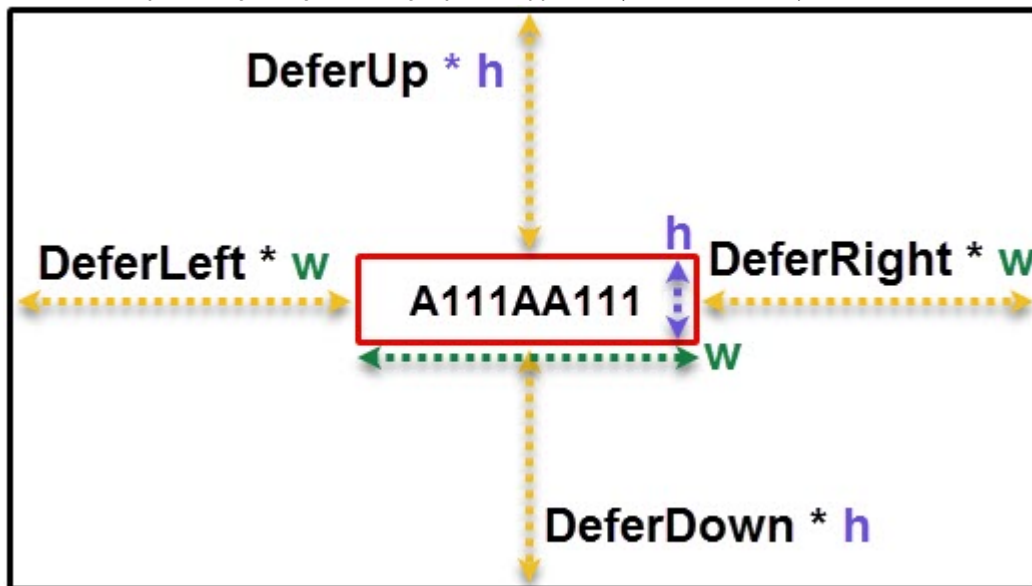 DeferUp * h
h
DeferLeft * w
DeferRight * w
A111AA111
w
DeferDown * h